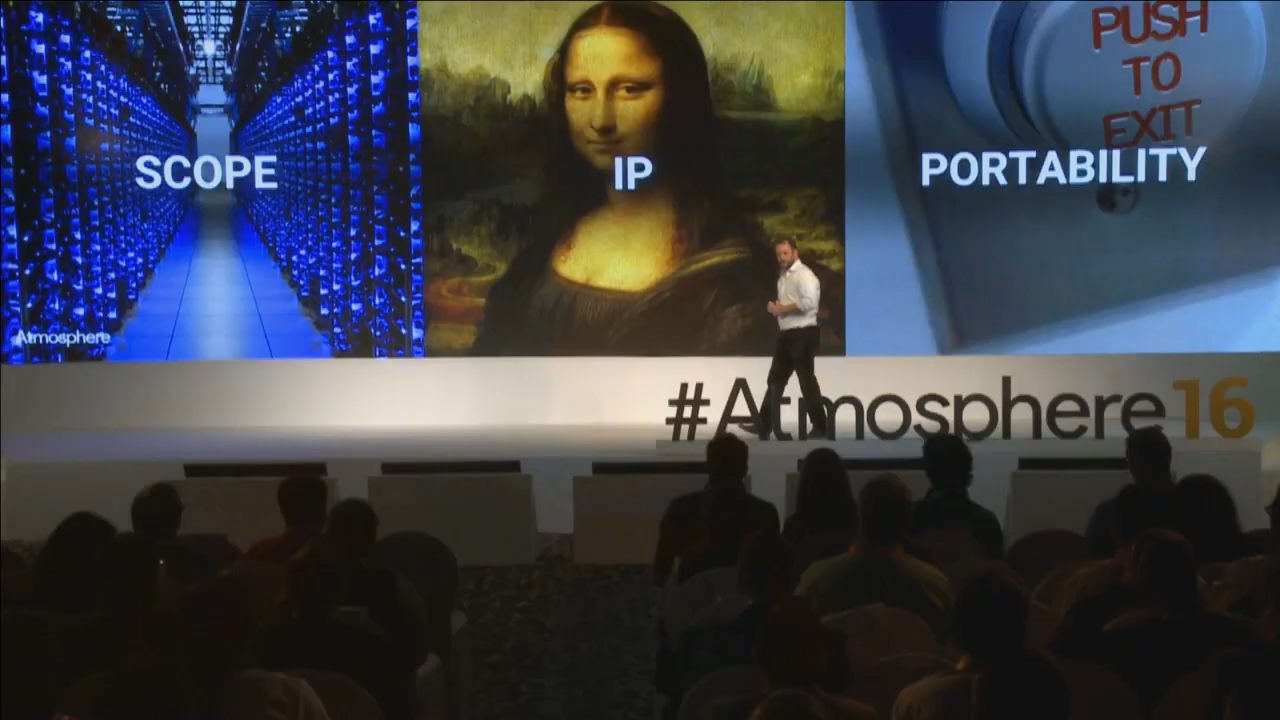 PUSH
TO
EXIT
SCOPE
IP
PORTABILITY
Atmosphere
#Atmosphere16